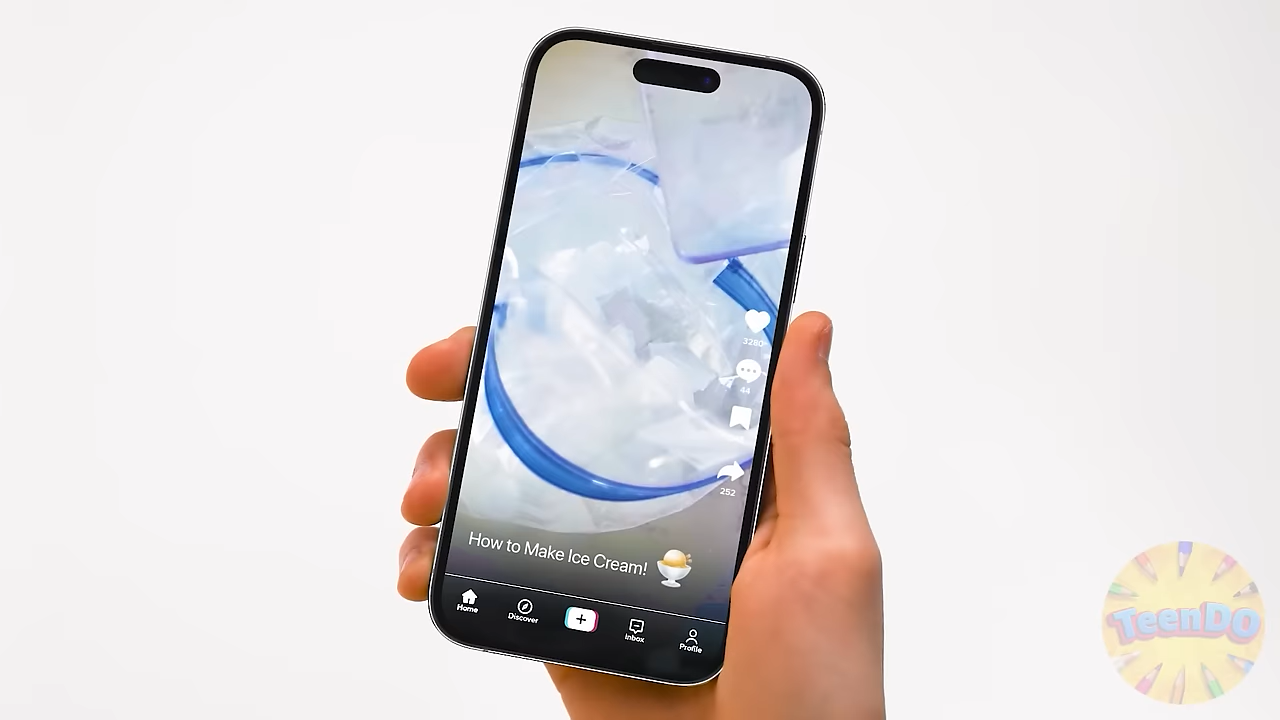 3280
44
252
How to Make Ice Cream!
Home
Discover
Inbox
Profile
TeenDO